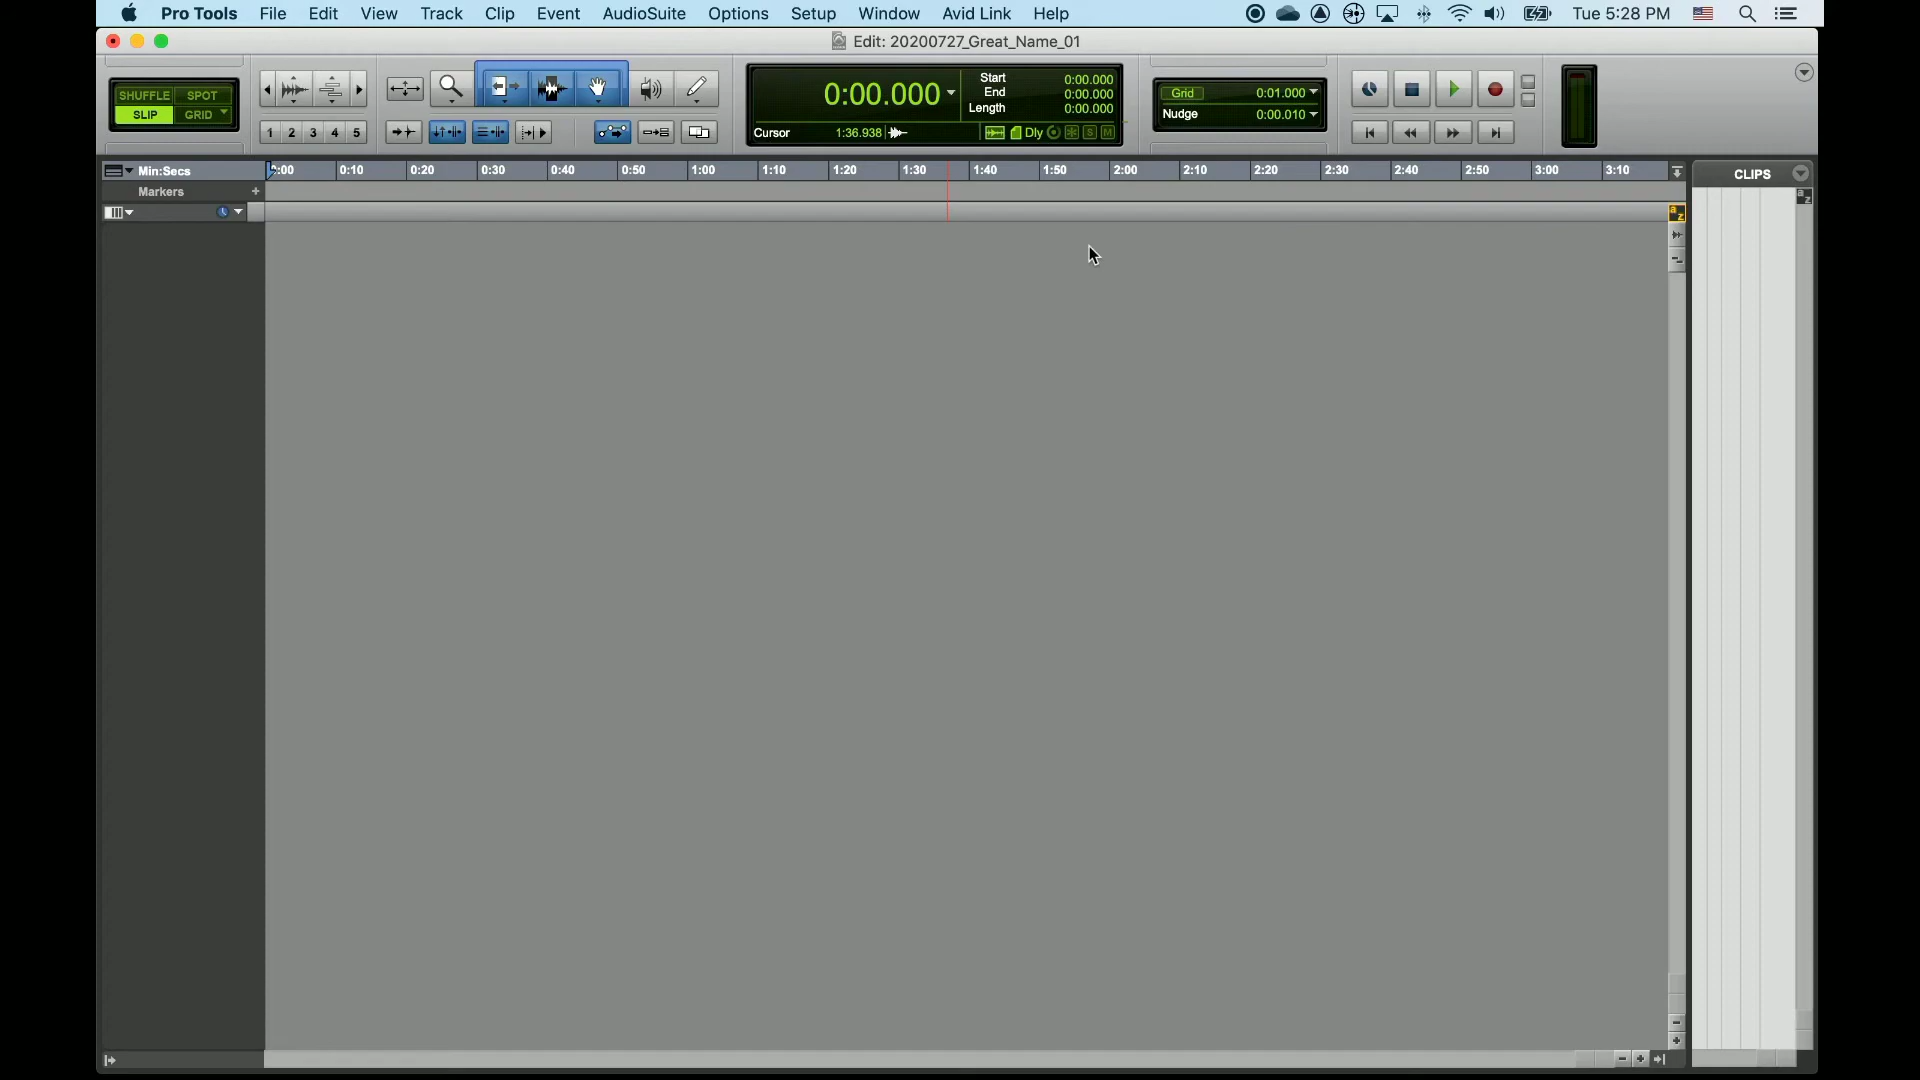 Pro Tools File Edit View Track Clip Event AudioSuite Options Setup Window Avid Link Help Tue 5:28 PM
Edit: 20200727_Great_Name_01
SHUFFLE SPOT
SLIP GRID
1 2 3 4 5
0:00.000
Start 0:00.000
End 0:00.000
Length 0:00.000
Cursor 1:36.938 Dly S M
Grid 0:01.000
Nudge 0:00.010
Min:Secs :00 0:10 0:20 0:30 0:40 0:50 1:00 1:10 1:20 1:30 1:40 1:50 2:00 2:10 2:20 2:30 2:40 2:50 3:00 3:10
Markers
CLIPS
a z
a z